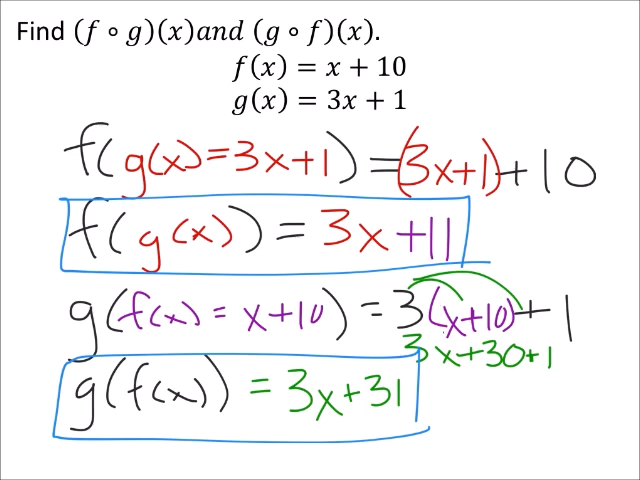 Find (f ∘ g)(x)and (g ∘ f)(x).
f(x) = x + 10
g(x) = 3x + 1
f(g(x)=3x+1)=(3x+1)+10
f(g(x))=3x+11
g(f(x)=x+10)=3(x+10)+1
3x+30+1
g(f(x))=3x+31